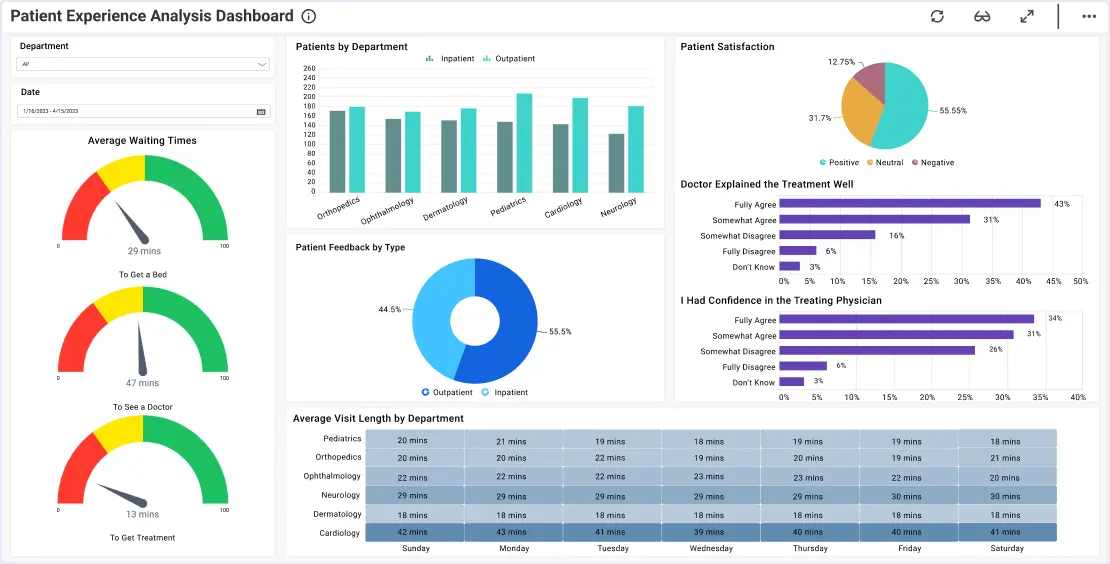 Patient Experience Analysis Dashboard
Department
All
Date
1/16/2023 - 4/15/2023
Average Waiting Times
0
100
29 mins
To Get a Bed
0
100
47 mins
To See a Doctor
0
100
13 mins
To Get Treatment
Patients by Department
Inpatient Outpatient
260
240
220
200
180
160
140
120
100
80
60
40
20
0
Orthopedics Ophthalmology Dermatology Pediatrics Cardiology Neurology
Patient Feedback by Type
44.5%
55.5%
Outpatient Inpatient
Patient Satisfaction
12.75%
55.55%
31.7%
Positive Neutral Negative
Doctor Explained the Treatment Well
Fully Agree 43%
Somewhat Agree 31%
Somewhat Disagree 16%
Fully Disagree 6%
Don't Know 3%
0% 5% 10% 15% 20% 25% 30% 35% 40% 45% 50%
I Had Confidence in the Treating Physician
Fully Agree 34%
Somewhat Agree 31%
Somewhat Disagree 26%
Fully Disagree 6%
Don't Know 3%
0% 5% 10% 15% 20% 25% 30% 35% 40%
Average Visit Length by Department
Pediatrics 20 mins 21 mins 19 mins 18 mins 19 mins 19 mins 18 mins
Orthopedics 20 mins 20 mins 22 mins 19 mins 20 mins 19 mins 21 mins
Ophthalmology 22 mins 22 mins 22 mins 23 mins 23 mins 22 mins 20 mins
Neurology 29 mins 29 mins 29 mins 29 mins 29 mins 30 mins 30 mins
Dermatology 18 mins 18 mins 18 mins 18 mins 18 mins 18 mins 18 mins
Cardiology 42 mins 43 mins 41 mins 39 mins 40 mins 40 mins 41 mins
Sunday Monday Tuesday Wednesday Thursday Friday Saturday